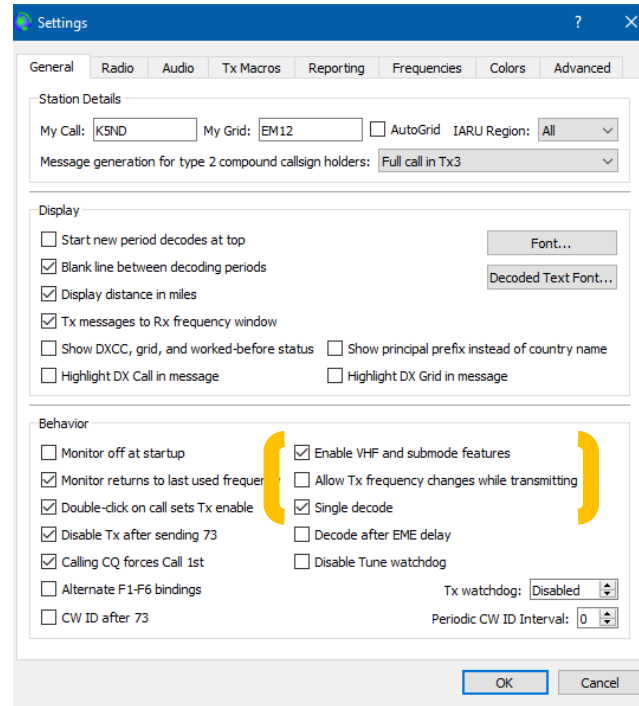 Settings ? X
General Radio Audio Tx Macros Reporting Frequencies Colors Advanced
Station Details
My Call: K5ND My Grid: EM12 AutoGrid IARU Region: All
Message generation for type 2 compound callsign holders: Full call in Tx3
Display
Start new period decodes at top Font...
Blank line between decoding periods Decoded Text Font...
Display distance in miles
Tx messages to Rx frequency window
Show DXCC, grid, and worked-before status Show principal prefix instead of country name
Highlight DX Call in message Highlight DX Grid in message
Behavior
Monitor off at startup Enable VHF and submode features
Monitor returns to last used frequency Allow Tx frequency changes while transmitting
Double-click on call sets Tx enable Single decode
Disable Tx after sending 73 Decode after EME delay
Calling CQ forces Call 1st Disable Tune watchdog
Alternate F1-F6 bindings Tx watchdog: Disabled
CW ID after 73 Periodic CW ID Interval: 0
OK Cancel